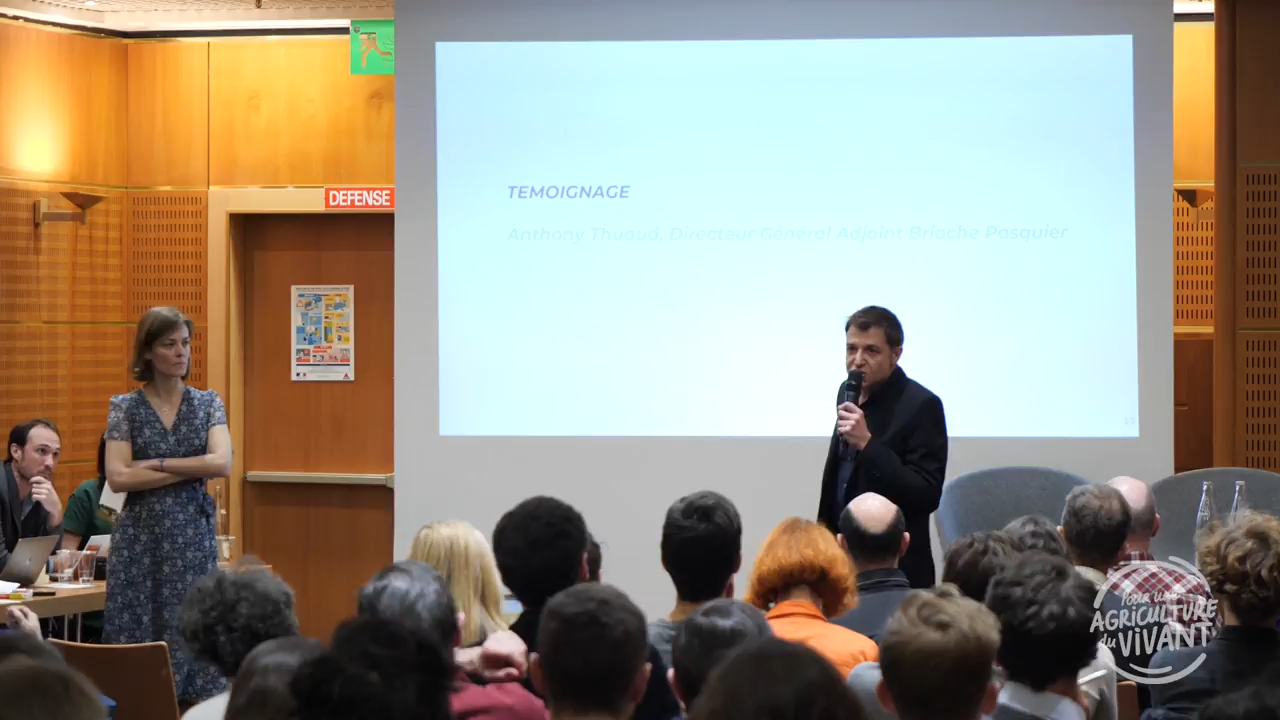 DEFENSE
TEMOIGNAGE
Anthony Thuaud, Directeur Général Adjoint Brioche Pasquier
Pour une
AGRICULTURE
du VIVANT